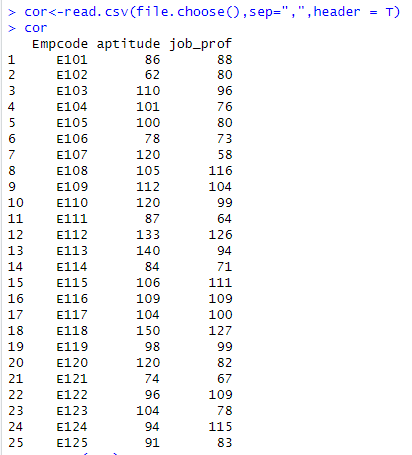 > cor<-read.csv(file.choose(),sep=",",header = T)
> cor
Empcode aptitude job_prof
1 E101 86 88
2 E102 62 80
3 E103 110 96
4 E104 101 76
5 E105 100 80
6 E106 78 73
7 E107 120 58
8 E108 105 116
9 E109 112 104
10 E110 120 99
11 E111 87 64
12 E112 133 126
13 E113 140 94
14 E114 84 71
15 E115 106 111
16 E116 109 109
17 E117 104 100
18 E118 150 127
19 E119 98 99
20 E120 120 82
21 E121 74 67
22 E122 96 109
23 E123 104 78
24 E124 94 115
25 E125 91 83